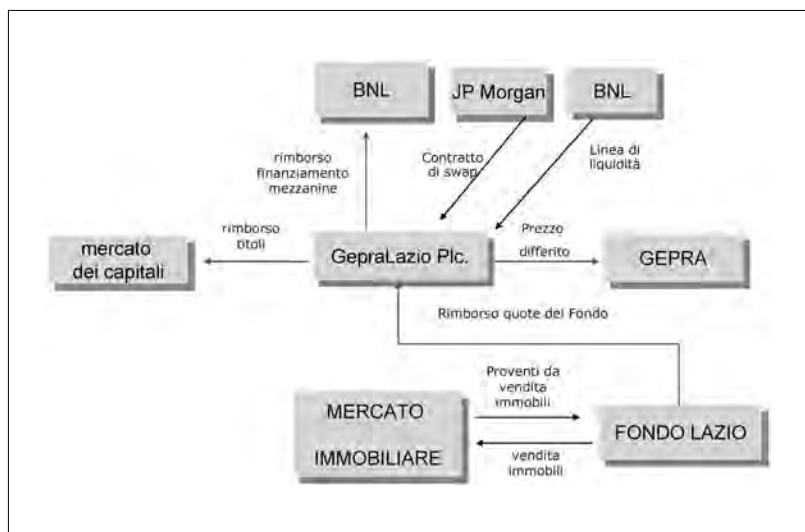 BNL
JP Morgan
BNL
rimborso
finanziamento
mezzanine
Contratto
di swap
Linea di
liquidità
rimborso
titoli
Prezzo
differito
mercato
dei capitali
GepraLazio Plc.
GEPRA
Rimborso quote del Fondo
Proventi da
vendita
immobili
MERCATO
IMMOBILIARE
FONDO LAZIO
vendita
immobili